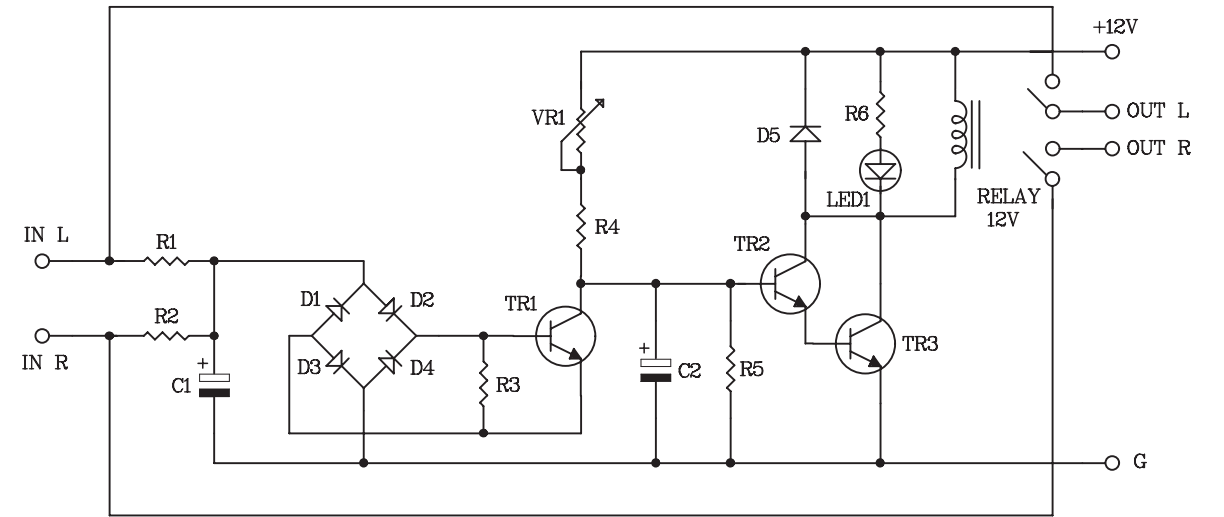 +12V
VR1
R6
OUT L
D5
OUT R
LED1
RELAY
12V
R4
IN L
R1
TR2
D1
D2
TR1
R2
IN R
TR3
+
+
D3
D4
C1
R3
C2
R5
G